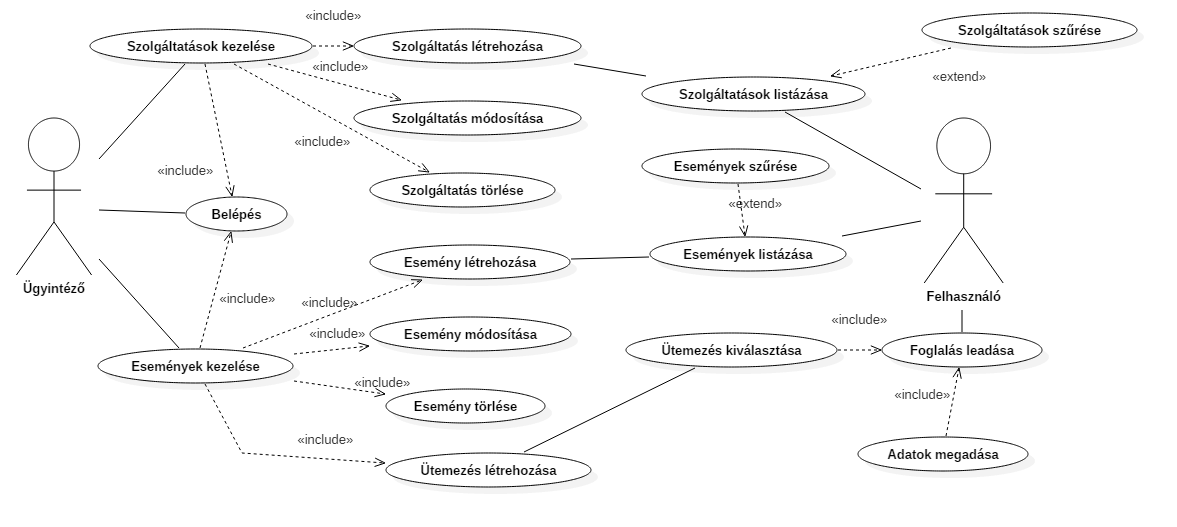 «include»
Szolgáltatások szűrése
Szolgáltatások kezelése
Szolgáltatás létrehozása
«include»
«extend»
Szolgáltatások listázása
Szolgáltatás módosítása
«include»
Események szűrése
«include»
Szolgáltatás törlése
«extend»
Belépés
Események listázása
Esemény létrehozása
Ügyintéző
Felhasználó
«include»
«include»
«include»
«include»
Esemény módosítása
Ütemezés kiválasztása
Foglalás leadása
Események kezelése
«include»
«include»
Esemény törlése
«include»
Adatok megadása
Ütemezés létrehozása